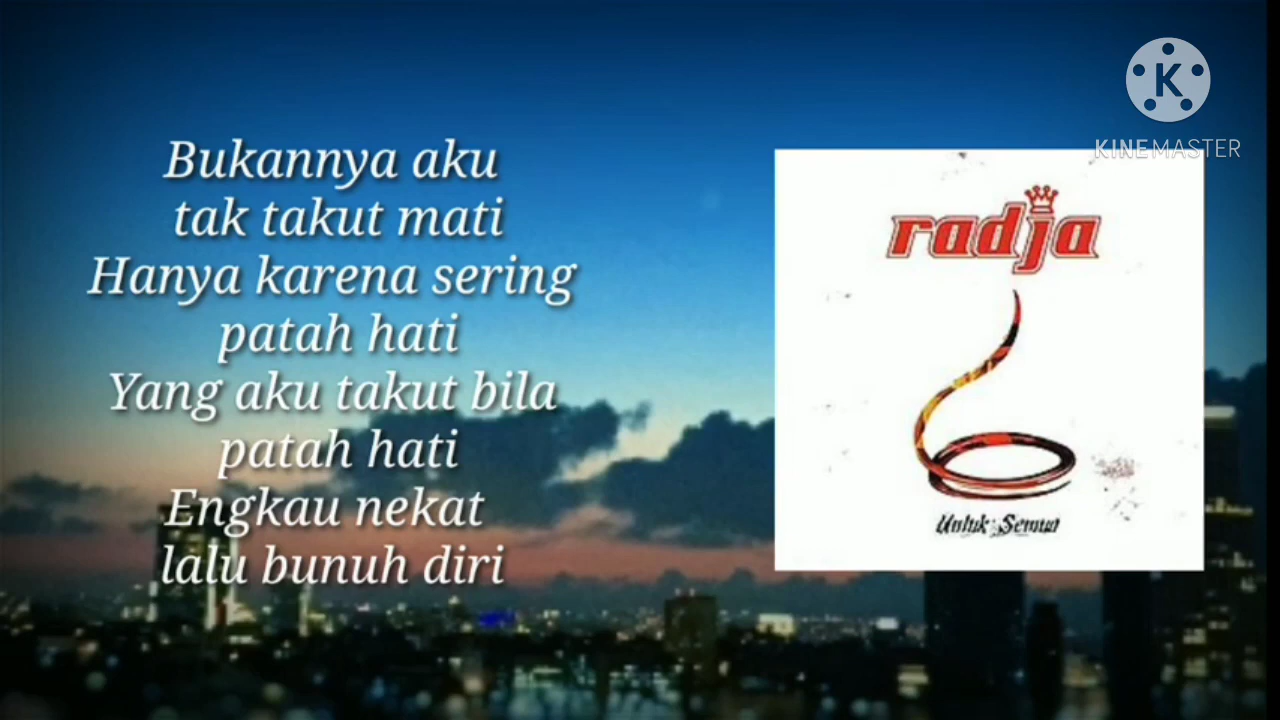 Bukannya aku
tak takut mati
Hanya karena sering
patah hati
Yang aku takut bila
patah hati
Engkau nekat
lalu bunuh diri
K
KINEMASTER
radja
Untuk Semua